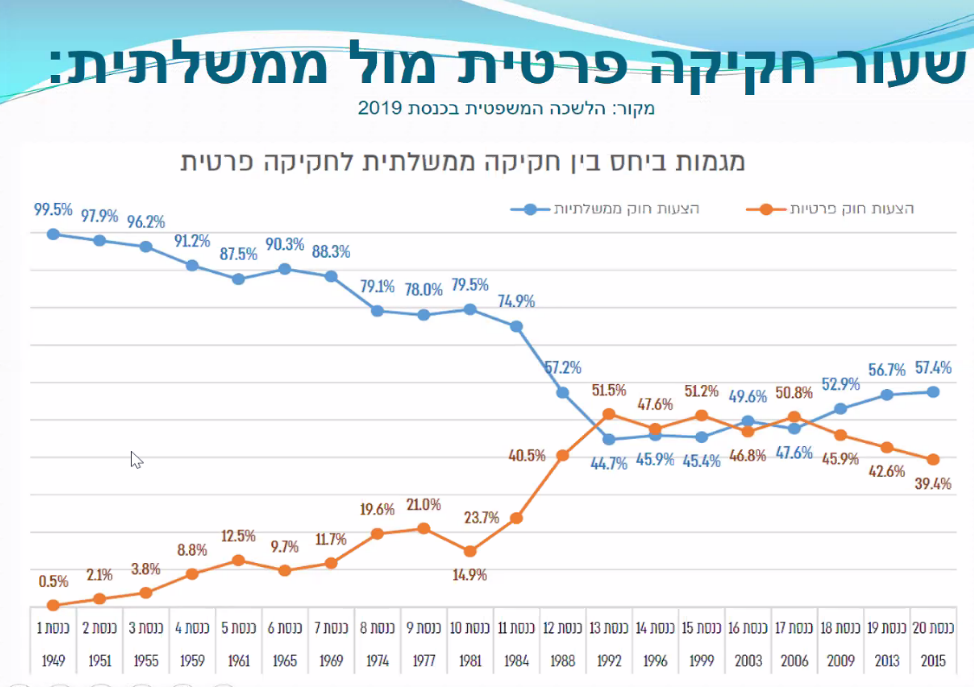 שעור חקיקה פרטית מול ממשלתית:
מקור: הלשכה המשפטית בכנסת 2019
מגמות ביחס בין חקיקה ממשלתית לחקיקה פרטית
הצעות חוק פרטיות
הצעות חוק ממשלתיות
99.5% 97.9% 96.2% 91.2% 87.5% 90.3% 88.3% 79.1% 78.0% 79.5% 74.9% 57.2% 44.7% 45.9% 45.4% 49.6% 47.6% 52.9% 56.7% 57.4%
0.5% 2.1% 3.8% 8.8% 12.5% 9.7% 11.7% 19.6% 21.0% 14.9% 23.7% 40.5% 51.5% 47.6% 51.2% 46.8% 50.8% 45.9% 42.6% 39.4%
כנסת 1 כנסת 2 כנסת 3 כנסת 4 כנסת 5 כנסת 6 כנסת 7 כנסת 8 כנסת 9 כנסת 10 כנסת 11 כנסת 12 כנסת 13 כנסת 14 כנסת 15 כנסת 16 כנסת 17 כנסת 18 כנסת 19 כנסת 20
1949 1951 1955 1959 1961 1965 1969 1974 1977 1981 1984 1988 1992 1996 1999 2003 2006 2009 2013 2015